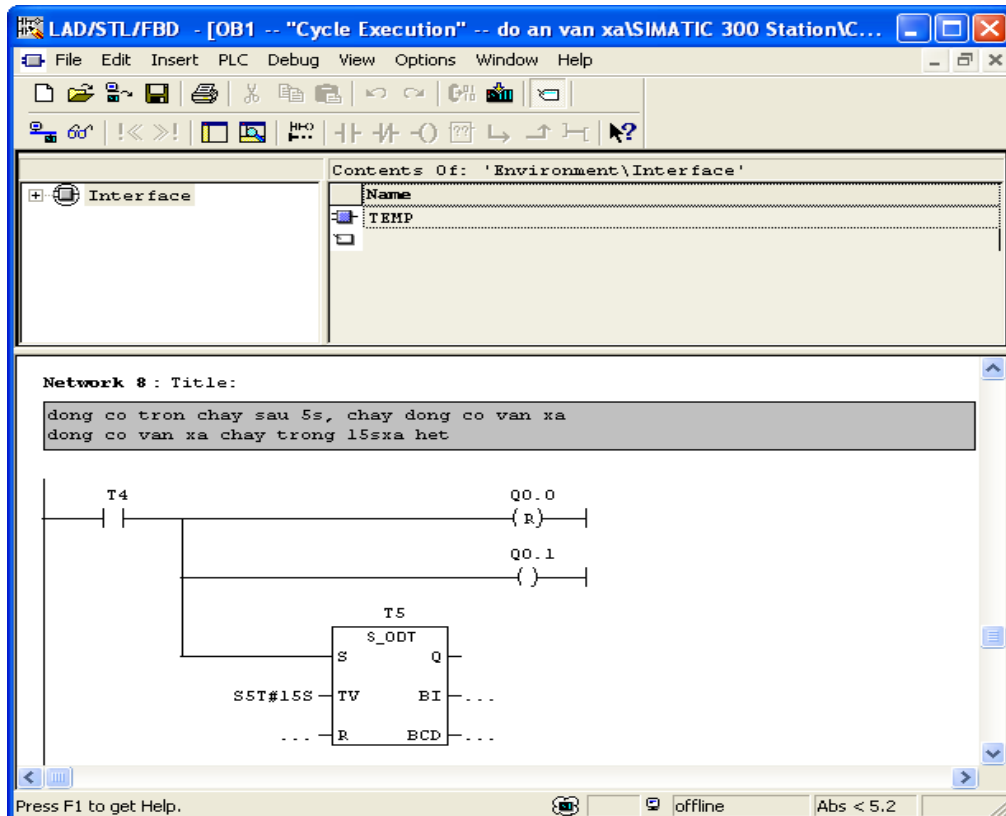 LAD/STL/FBD - [OB1 -- "Cycle Execution" -- do an van xa\SIMATIC 300 Station\C...
File Edit Insert PLC Debug View Options Window Help
Contents Of: 'Environment\Interface'
Interface
Name
TEMP
Network 8 : Title:
dong co tron chay sau 5s, chay dong co van xa
dong co van xa chay trong 15sxa het
T4
Q0.0
R
Q0.1
T5
S_ODT
S Q
S5T#15S TV BI ...
... R BCD ...
Press F1 to get Help.
offline
Abs < 5.2